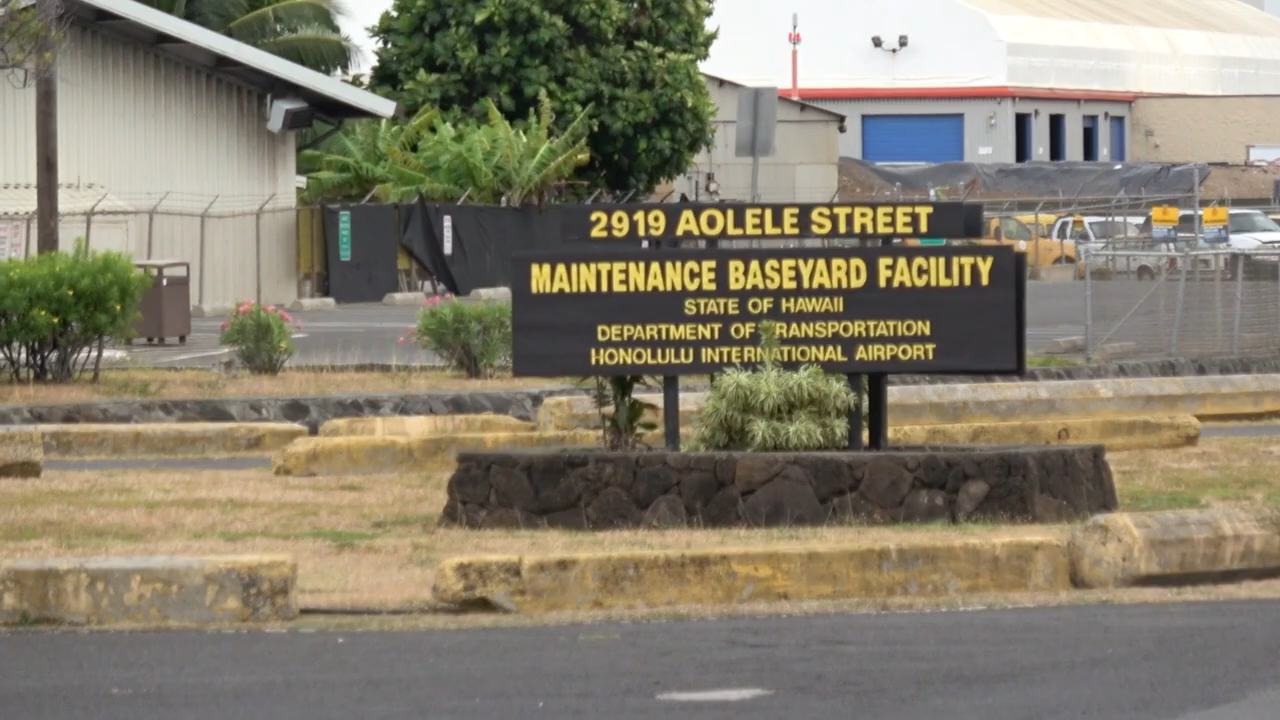 2919 AOLELE STREET
MAINTENANCE BASEYARD FACILITY
STATE OF HAWAII
DEPARTMENT OF TRANSPORTATION
HONOLULU INTERNATIONAL AIRPORT